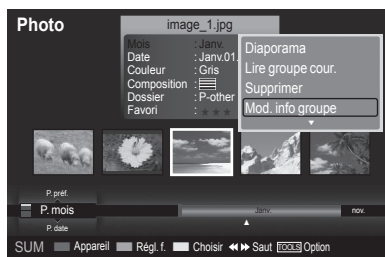 Photo
image_1.jpg
Mois : Janv.
Date : Janv.01.
Couleur : Gris
Composition :
Dossier : P-other
Favori : ★ ★ ★
Diaporama
Lire groupe cour.
Supprimer
Mod. info groupe
P. préf.
P. mois
Janv.
nov.
P. date
SUM Appareil Régl. f. Choisir Saut TOOLS Option